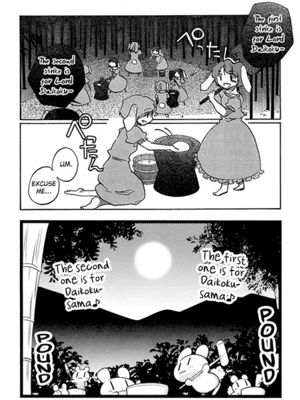 The first
strike is
for Lord
Daikoku~
The second
strike is
for Lord
Daikoku~
ぺったん
ぺったん
UM.
EXCUSE
ME...
The first
one is for
Daikoku-
sama♪
The second
one is for
Daikoku-
sama♪
POUND
POUND